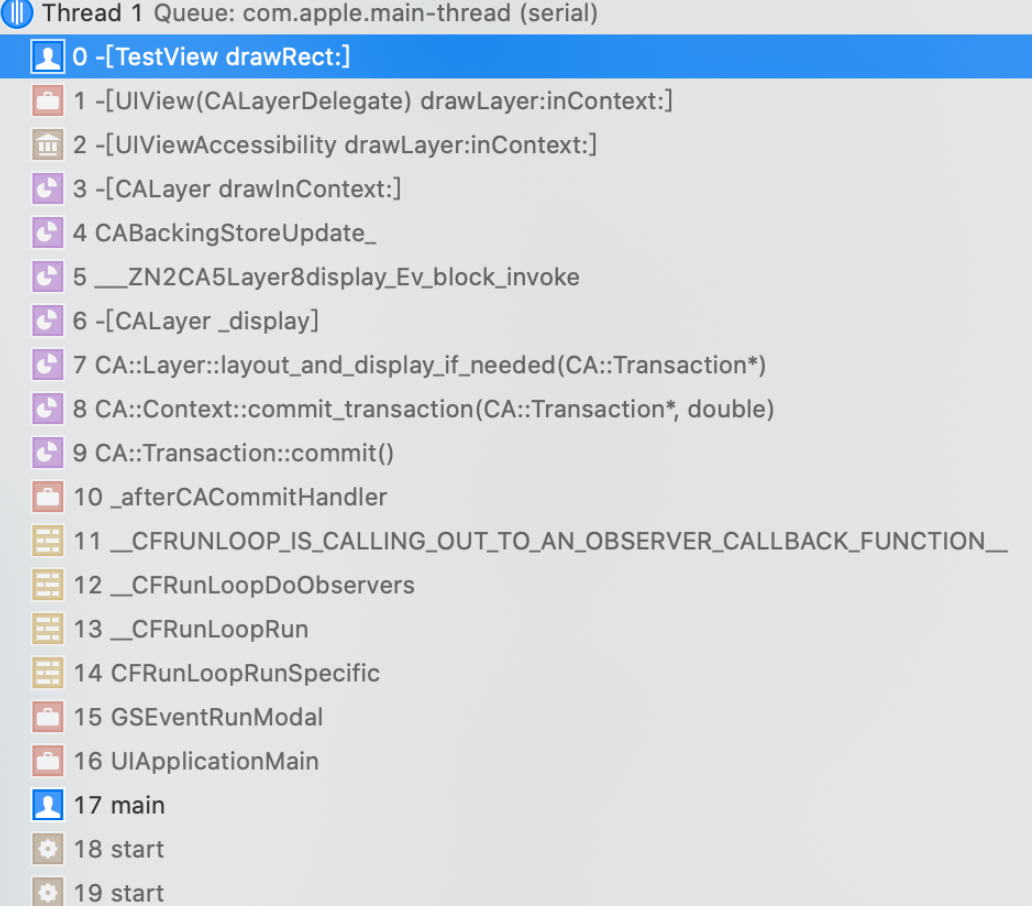 Thread 1 Queue: com.apple.main-thread (serial)
0 -[TestView drawRect:]
1 -[UIView(CALayerDelegate) drawLayer:inContext:]
2 -[UIViewAccessibility drawLayer:inContext:]
3 -[CALayer drawInContext:]
4 CABackingStoreUpdate_
5 ___ZN2CA5Layer8display_Ev_block_invoke
6 -[CALayer _display]
7 CA::Layer::layout_and_display_if_needed(CA::Transaction*)
8 CA::Context::commit_transaction(CA::Transaction*, double)
9 CA::Transaction::commit()
10 _afterCACommitHandler
11 __CFRUNLOOP_IS_CALLING_OUT_TO_AN_OBSERVER_CALLBACK_FUNCTION__
12 __CFRunLoopDoObservers
13 __CFRunLoopRun
14 CFRunLoopRunSpecific
15 GSEventRunModal
16 UIApplicationMain
17 main
18 start
19 start